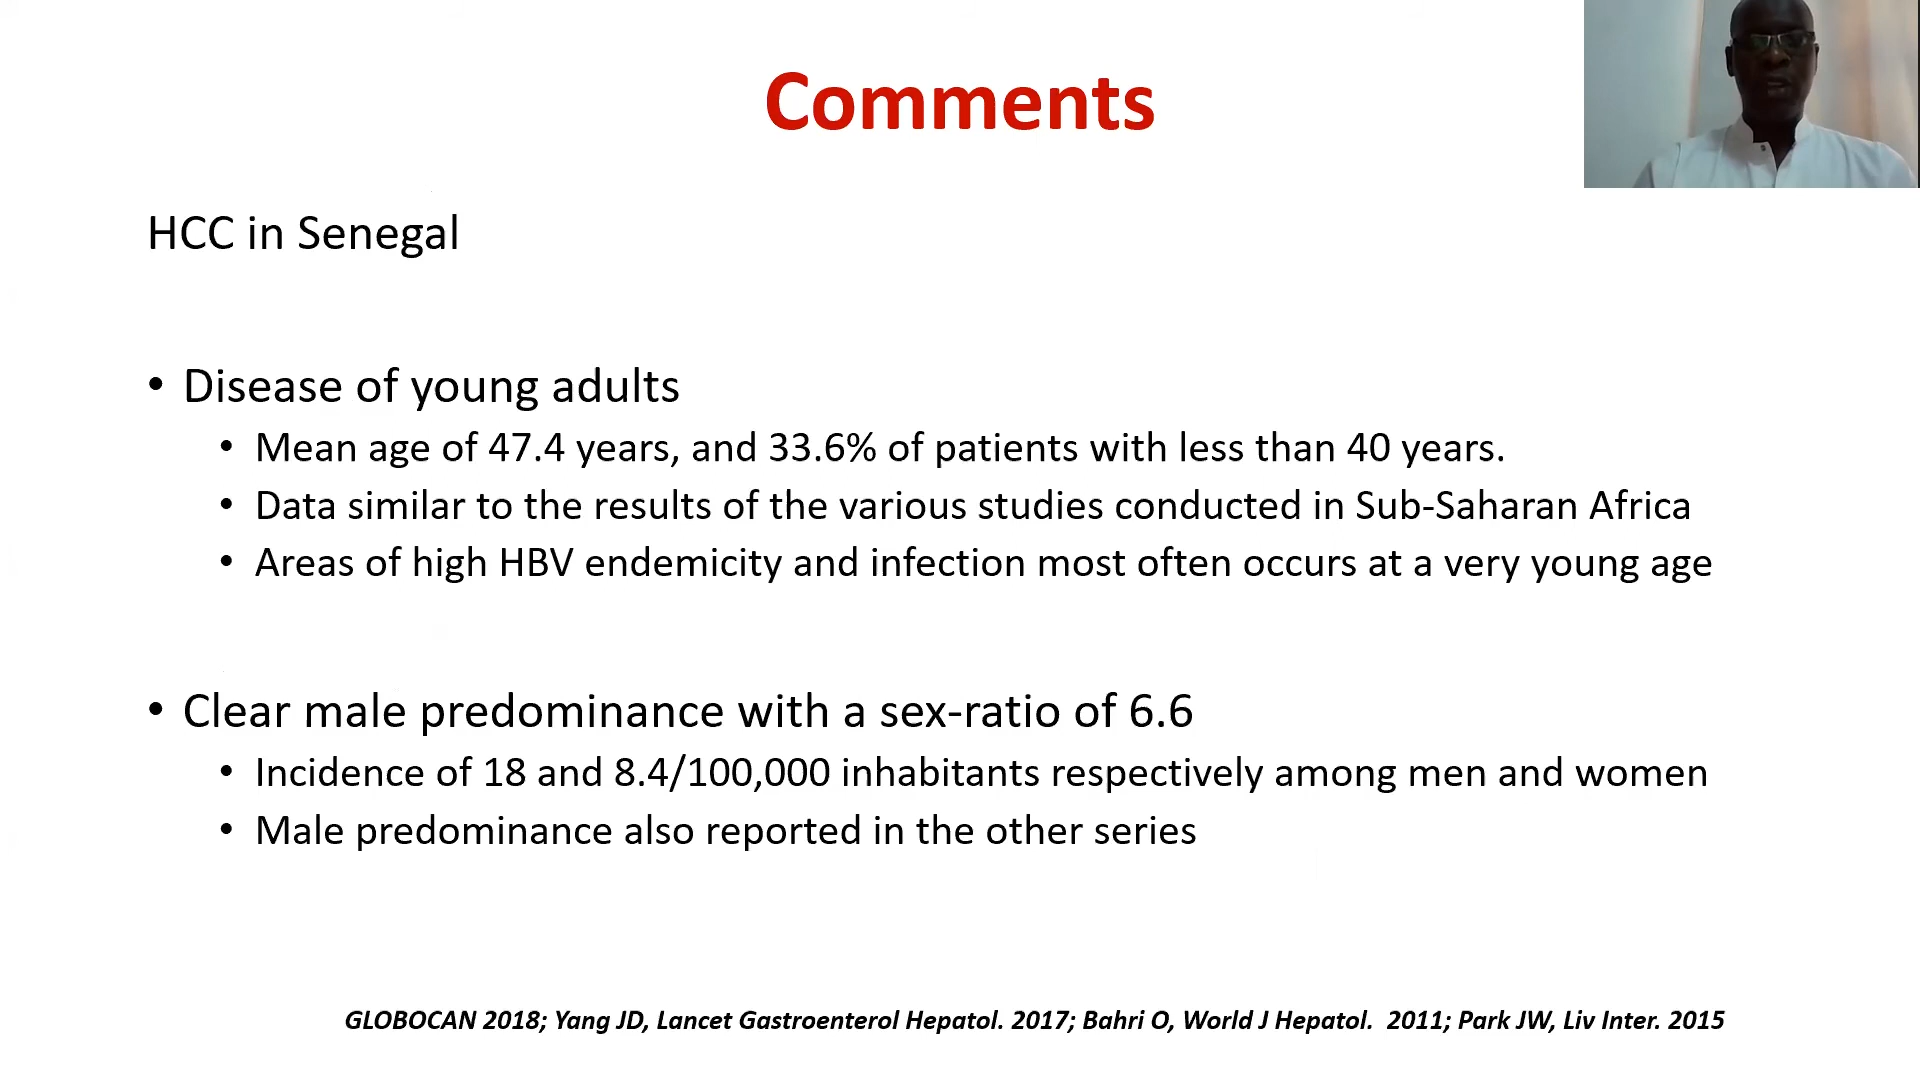 Comments
HCC in Senegal
• Disease of young adults
• Mean age of 47.4 years, and 33.6% of patients with less than 40 years.
• Data similar to the results of the various studies conducted in Sub-Saharan Africa
• Areas of high HBV endemicity and infection most often occurs at a very young age
• Clear male predominance with a sex-ratio of 6.6
• Incidence of 18 and 8.4/100,000 inhabitants respectively among men and women
• Male predominance also reported in the other series
GLOBOCAN 2018; Yang JD, Lancet Gastroenterol Hepatol. 2017; Bahri O, World J Hepatol.  2011; Park JW, Liv Inter. 2015